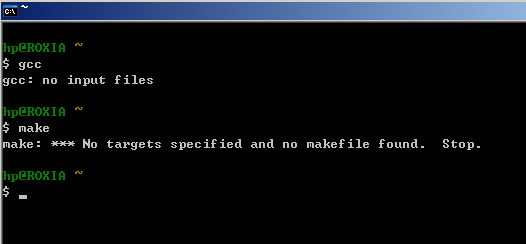 C:\ ~
hp@ROXIA ~
$ gcc
gcc: no input files
hp@ROXIA ~
$ make
make: *** No targets specified and no makefile found.  Stop.
hp@ROXIA ~
$